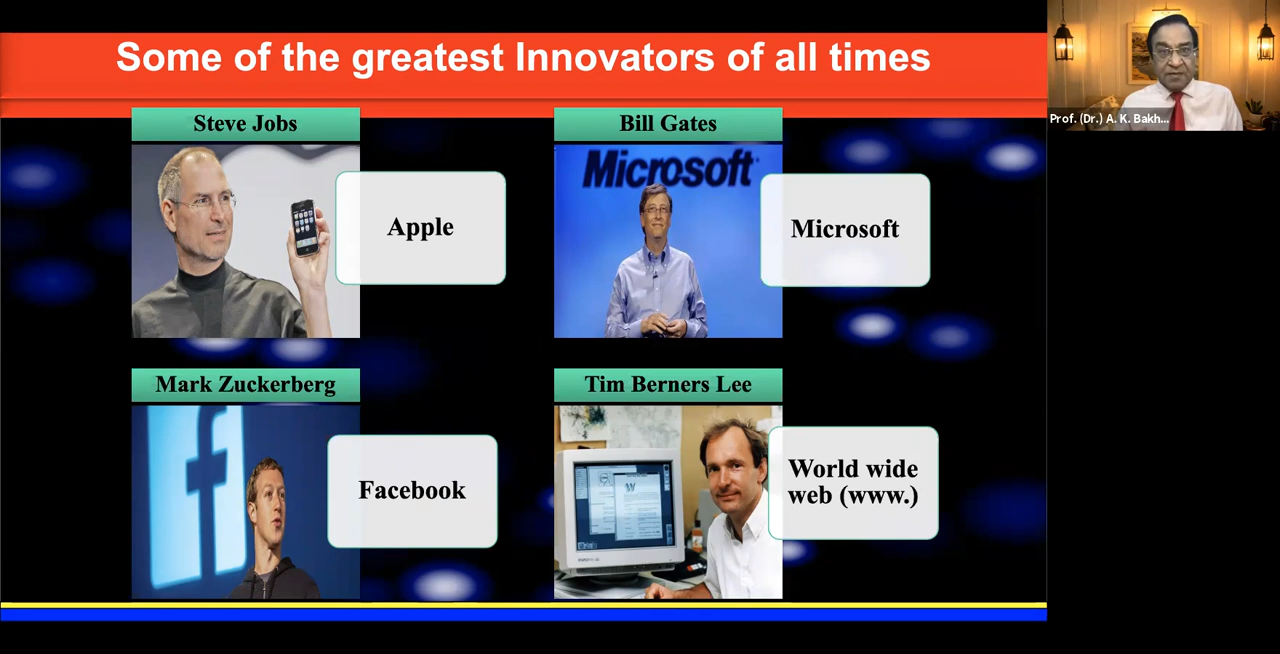 Some of the greatest Innovators of all times
Prof. (Dr.) A. K. Bakh...
Steve Jobs
Apple
Bill Gates
Microsoft
Microsoft
Mark Zuckerberg
f
Facebook
Tim Berners Lee
World wide
web (www.)